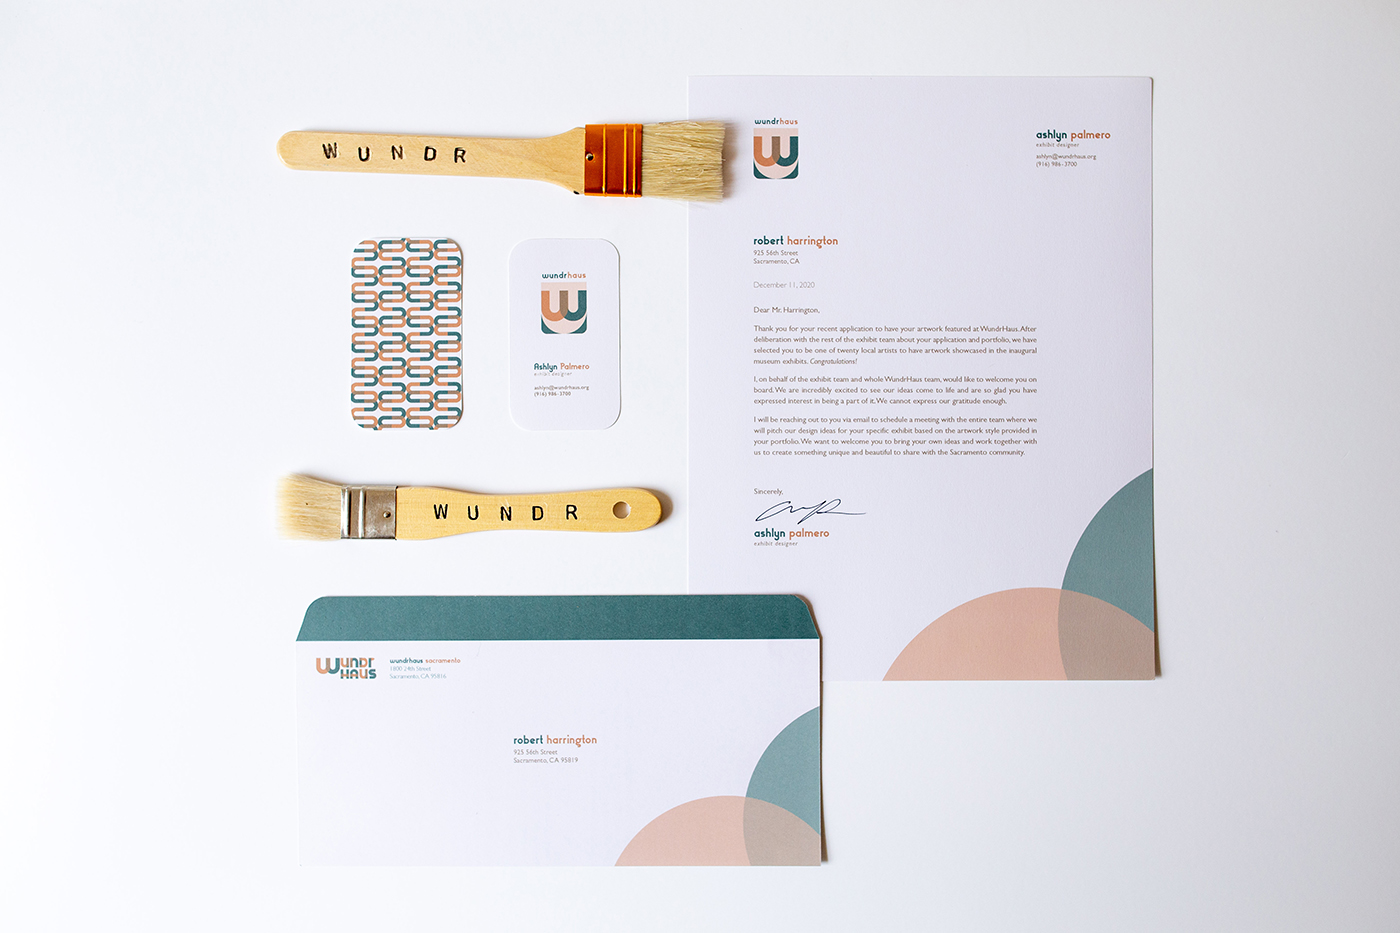 WUNDR
wundrhaus
Ashlyn Palmero
exhibit designer
ashlyn@wundrhaus.org
(916) 986-3700
WUNDR
WUNDR
HAUS
wundrhaus sacramento
1800 24th Street
Sacramento, CA 95816
robert harrington
925 56th Street
Sacramento, CA 95819
wundrhaus
ashlyn palmero
exhibit designer
ashlyn@wundrhaus.org
(916) 986-3700
robert harrington
925 56th Street
Sacramento, CA
December 11, 2020
Dear Mr. Harrington,
Thank you for your recent application to have your artwork featured at WundrHaus. After
deliberation with the rest of the exhibit team about your application and portfolio, we have
selected you to be one of twenty local artists to have artwork showcased in the inaugural
museum exhibits. Congratulations!
I, on behalf of the exhibit team and whole WundrHaus team, would like to welcome you on
board. We are incredibly excited to see our ideas come to life and are so glad you have
expressed interest in being a part of it. We cannot express our gratitude enough.
I will be reaching out to you via email to schedule a meeting with the entire team where we
will pitch our design ideas for your specific exhibit based on the artwork style provided in
your portfolio. We want to welcome you to bring your own ideas and work together with
us to create something unique and beautiful to share with the Sacramento community.
Sincerely,
ashlyn palmero
exhibit designer